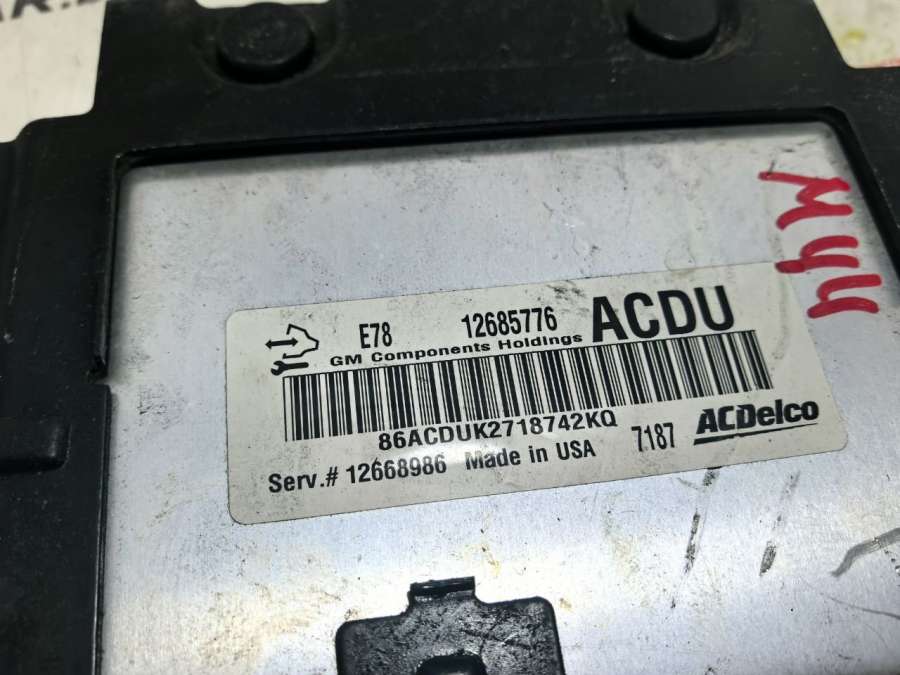 E78 12685776 ACDU
GM Components Holdings
86ACDUK2718742KQ
Serv.# 12668986 Made in USA 7187 ACDelco